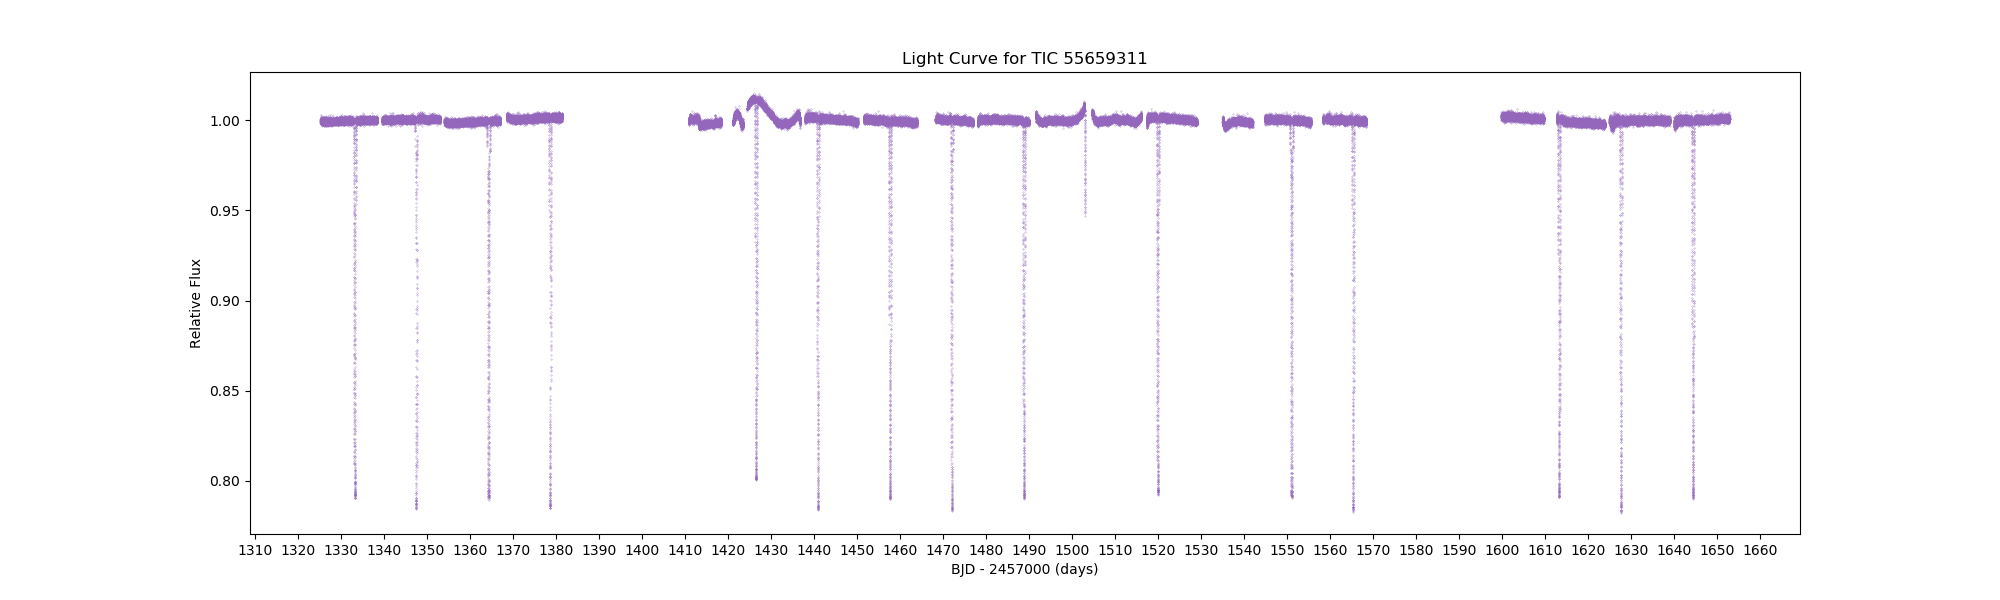 Light Curve for TIC 55659311
1.00
0.95
0.90
0.85
0.80
Relative Flux
1310 1320 1330 1340 1350 1360 1370 1380 1390 1400 1410 1420 1430 1440 1450 1460 1470 1480 1490 1500 1510 1520 1530 1540 1550 1560 1570 1580 1590 1600 1610 1620 1630 1640 1650 1660
BJD - 2457000 (days)